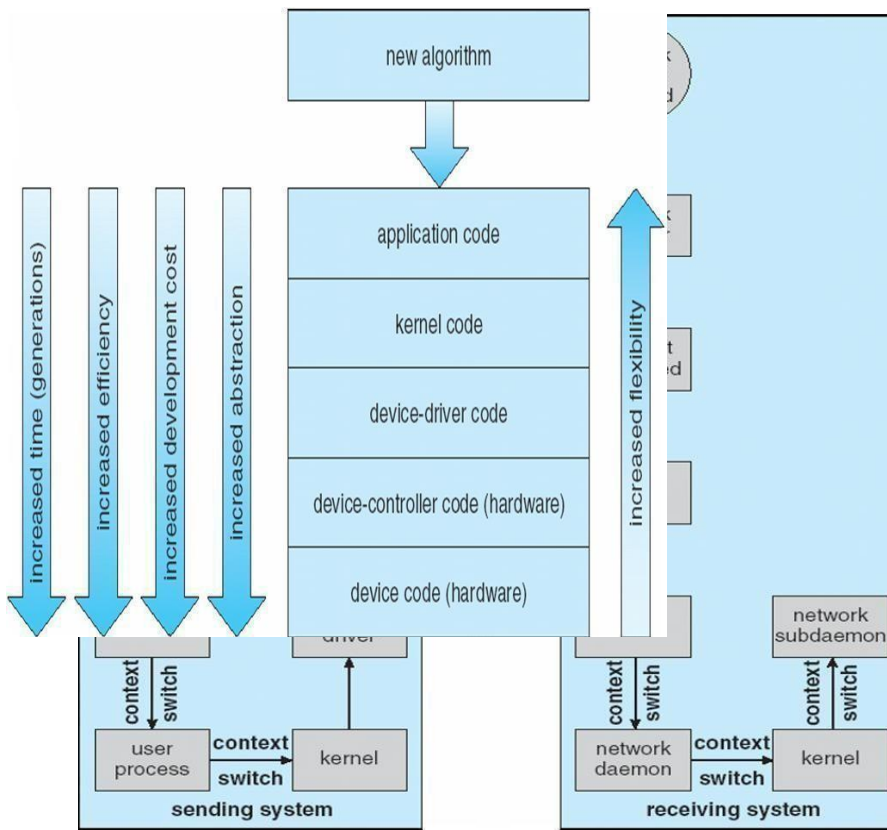 new algorithm
application code
kernel code
device-driver code
device-controller code (hardware)
device code (hardware)
increased time (generations)
increased efficiency
increased development cost
increased abstraction
increased flexibility
driver
context
switch
user
process
context
switch
kernel
sending system
network
subdaemon
context
switch
context
switch
network
daemon
context
switch
kernel
receiving system